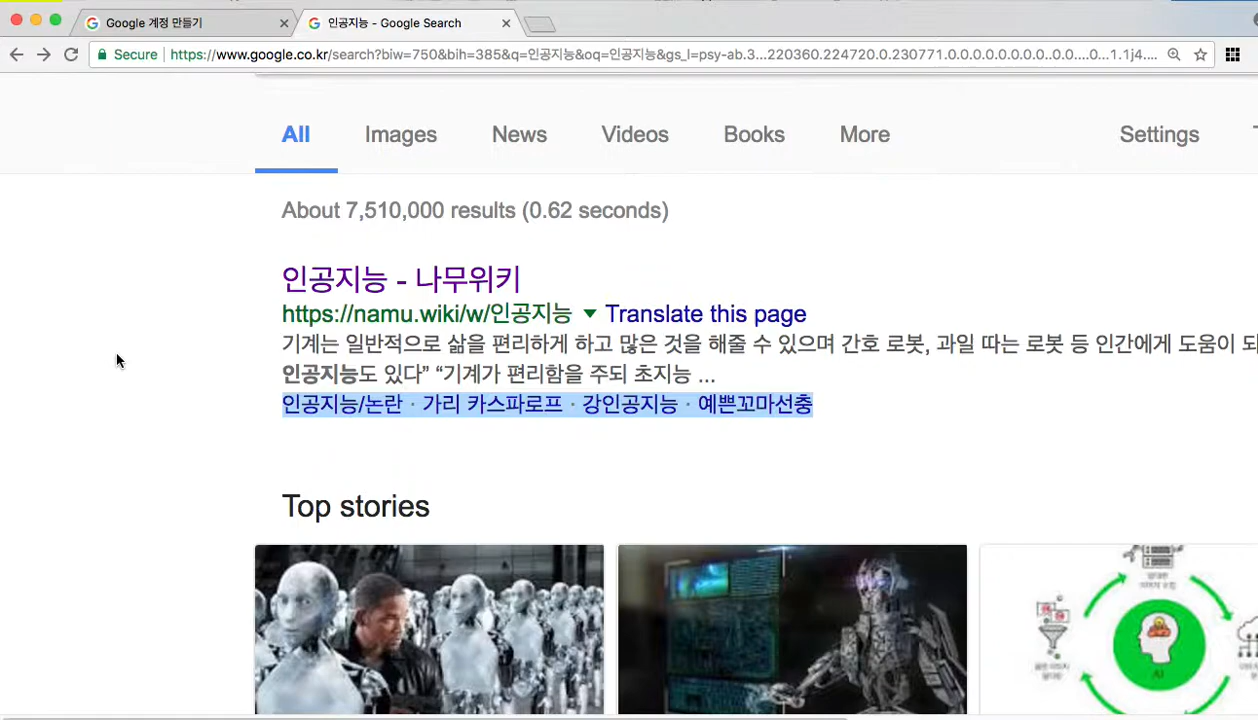 Google 계정 만들기
인공지능 - Google Search
Secure
https://www.google.co.kr/search?biw=750&bih=385&q=인공지능&oq=인공지능&gs_l=psy-ab.3...220360.224720.0.230771.0.0.0.0.0.0.0.0..0.0....0...1.1j4....
All Images News Videos Books More Settings
About 7,510,000 results (0.62 seconds)
인공지능 - 나무위키
https://namu.wiki/w/인공지능 Translate this page
기계는 일반적으로 삶을 편리하게 하고 많은 것을 해줄 수 있으며 간호 로봇, 과일 따는 로봇 등 인간에게 도움이 되
인공지능도 있다” “기계가 편리함을 주되 초지능 ...
인공지능/논란 · 가리 카스파로프 · 강인공지능 · 예쁜꼬마선충
Top stories
AI